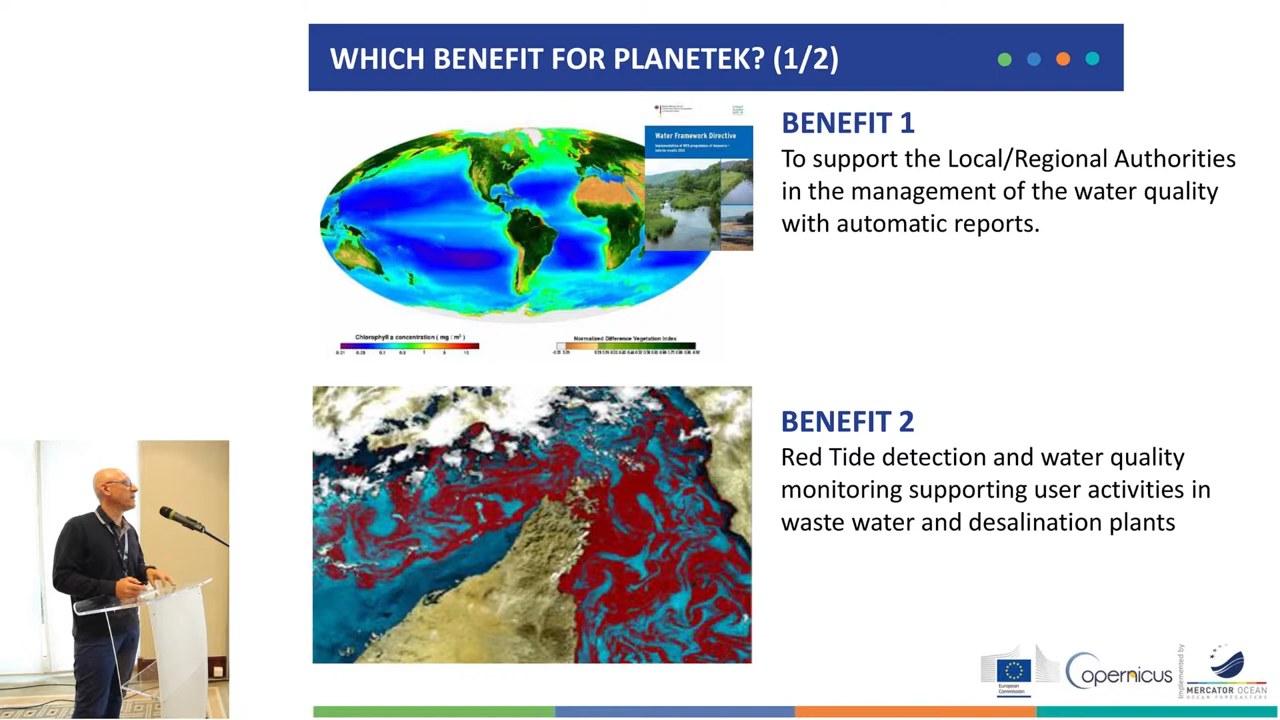 WHICH BENEFIT FOR PLANETEK? (1/2)
Water Framework Directive
BENEFIT 1
To support the Local/Regional Authorities
in the management of the water quality
with automatic reports.
Chlorophyll a concentration ( mg / m³ )
Normalized Difference Vegetation Index
BENEFIT 2
Red Tide detection and water quality
monitoring supporting user activities in
waste water and desalination plants
European
Commission
Copernicus
Implemented by
MERCATOR OCEAN
OCEAN FORECASTERS